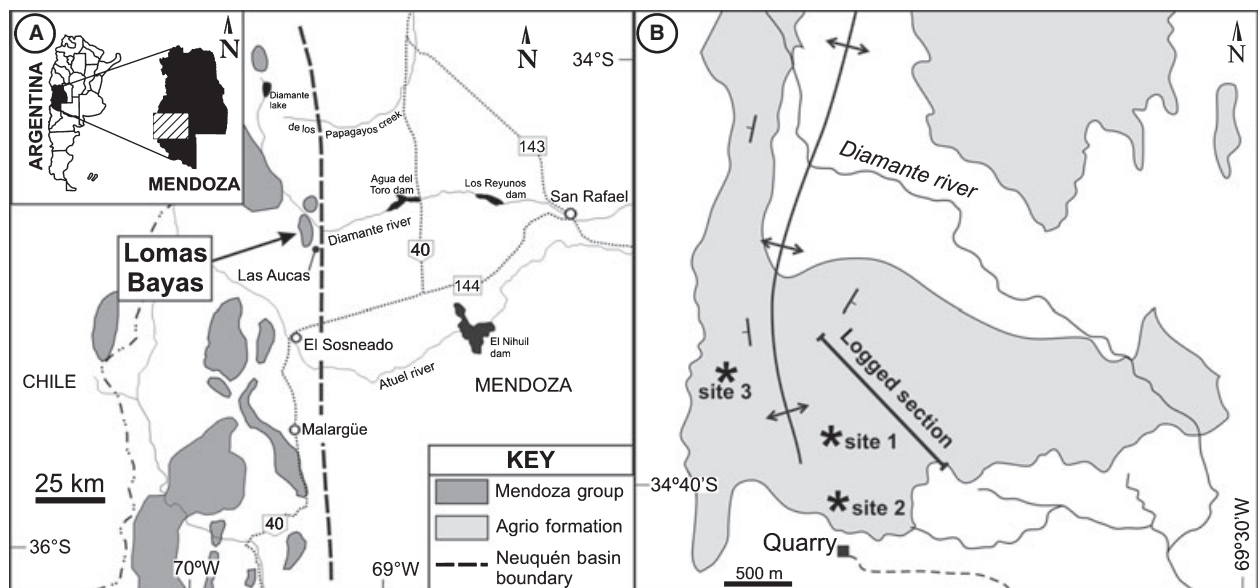 A
N
ARGENTINA
MENDOZA
N
34°S
Diamante
lake
de los Papagayos creek
143
Agua del
Toro dam
Los Reyunos
dam
San Rafael
Diamante river
Lomas
Bayas
Las Aucas
40
144
El Sosneado
El Nihuil
dam
Atuel river
MENDOZA
CHILE
Malargüe
25 km
40
36°S
70°W
69°W
KEY
Mendoza group
Agrio formation
Neuquén basin
boundary
B
N
Diamante river
Logged section
site 3
site 1
site 2
34°40'S
Quarry
500 m
69°30'W